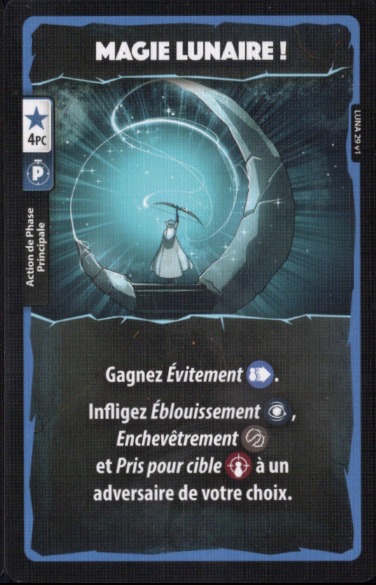 MAGIE LUNAIRE !
4PC
P
Action de Phase
Principale
LUNA 29 v1
Gagnez Évitement .
Infligez Éblouissement ,
Enchevêtrement
et Pris pour cible à un
adversaire de votre choix.